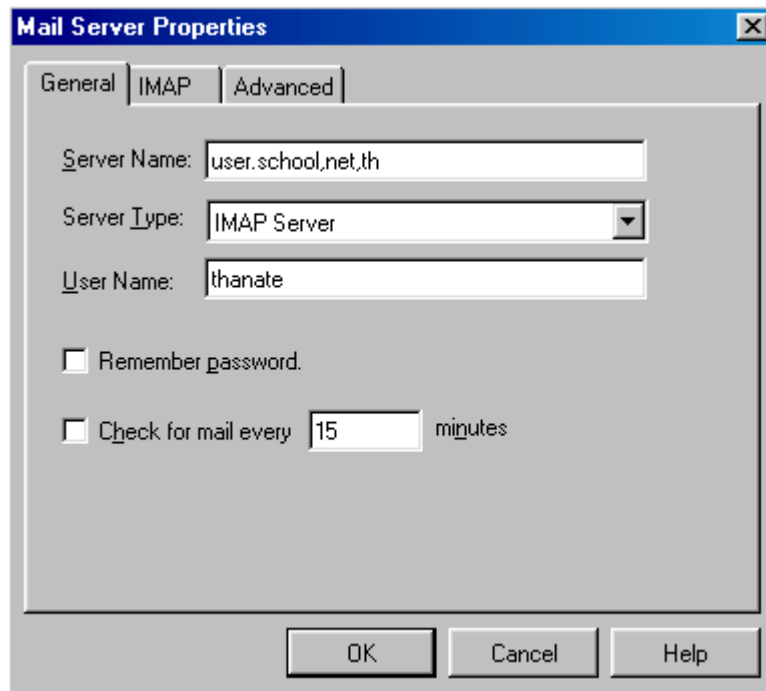 Mail Server Properties
General IMAP Advanced
Server Name: user.school,net,th
Server Type: IMAP Server
User Name: thanate
Remember password.
Check for mail every 15 minutes
OK Cancel Help